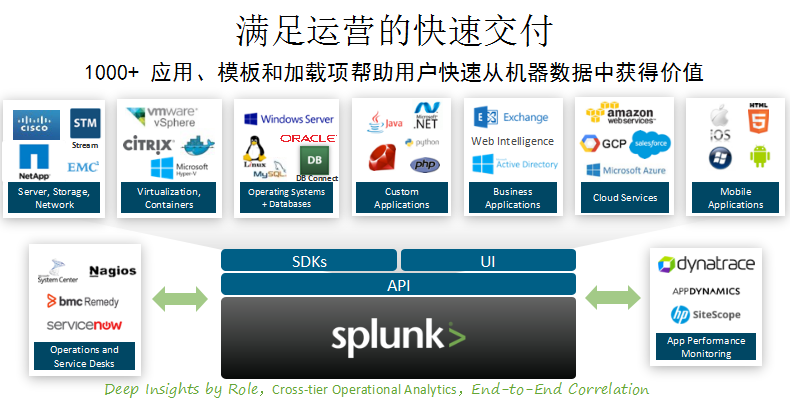 满足运营的快速交付
1000+ 应用、模板和加载项帮助用户快速从机器数据中获得价值
CISCO
STM
Stream
NetApp
EMC²
Server, Storage,
Network
vmware
vSphere
CITRIX
docker
Microsoft
Hyper-V
Virtualization,
Containers
Windows Server
ORACLE
Linux
MySQL
DB
DB Connect
Operating Systems
+ Databases
Java
Microsoft
.NET
python
php
Custom
Applications
Exchange
Web Intelligence
Active Directory
Business
Applications
amazon
webservices
GCP
salesforce
Microsoft Azure
Cloud Services
iOS
HTML
5
Mobile
Applications
System Center
Nagios
bmc Remedy
servicenow
Operations and
Service Desks
SDKs
UI
API
splunk>
dynatrace
APPDYNAMICS
hp SiteScope
App Performance
Monitoring
Deep Insights by Role，Cross-tier Operational Analytics，End-to-End Correlation